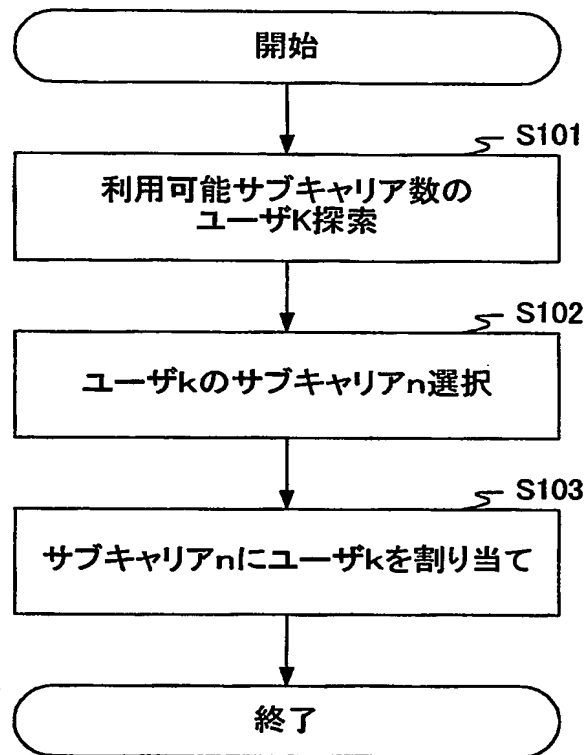 開始
S101
利用可能サブキャリア数の
ユーザK探索
S102
ユーザkのサブキャリアn選択
S103
サブキャリアnにユーザkを割り当て
終了